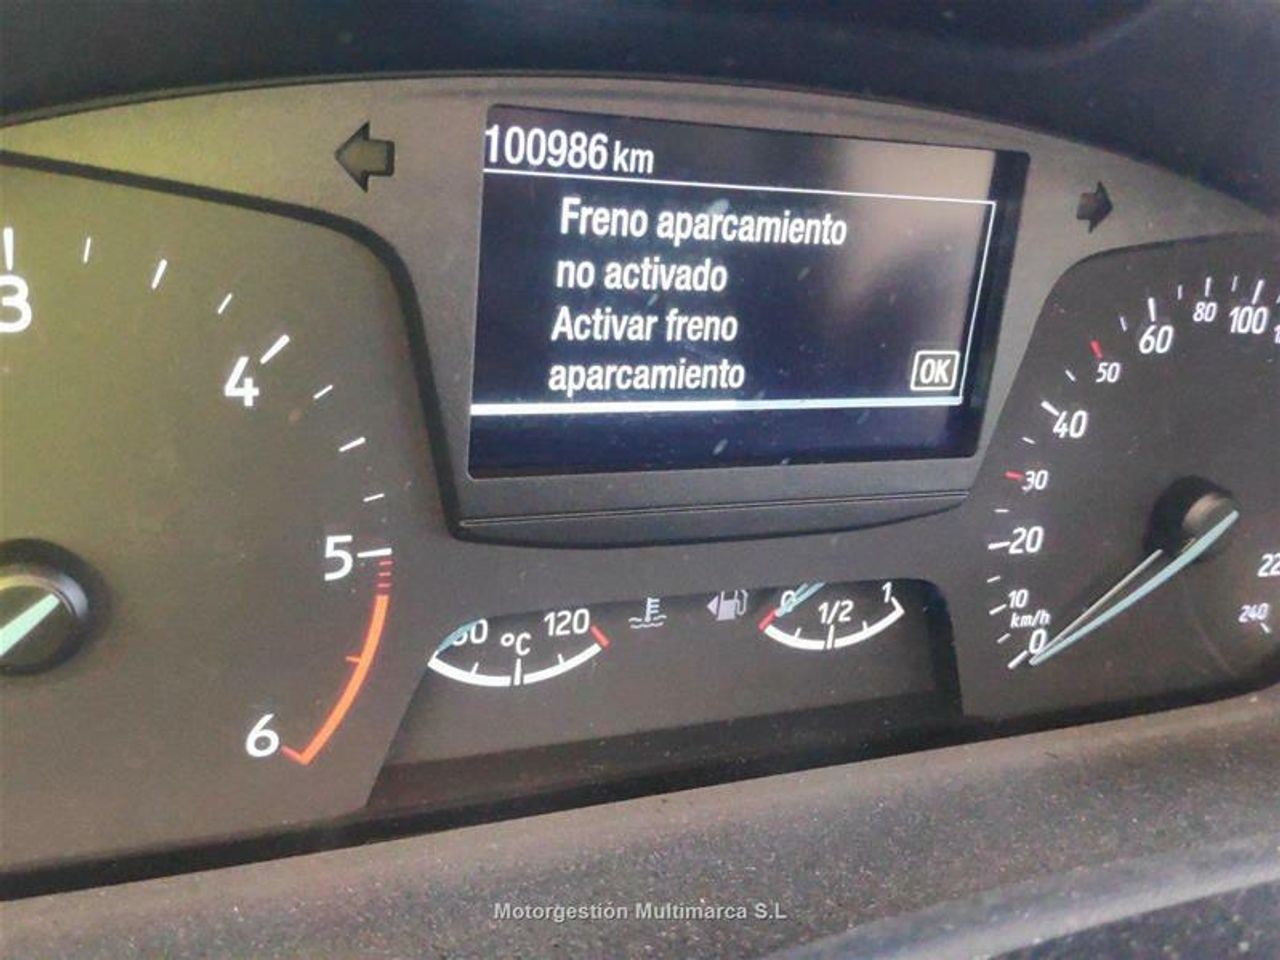 100986 km
Freno aparcamiento
no activado
Activar freno
aparcamiento
OK
3
4
5
6
°C
120
0
1/2
1
0
10
km/h
20
30
40
50
60
80
100
240
Motorgestión Multimarca S.L